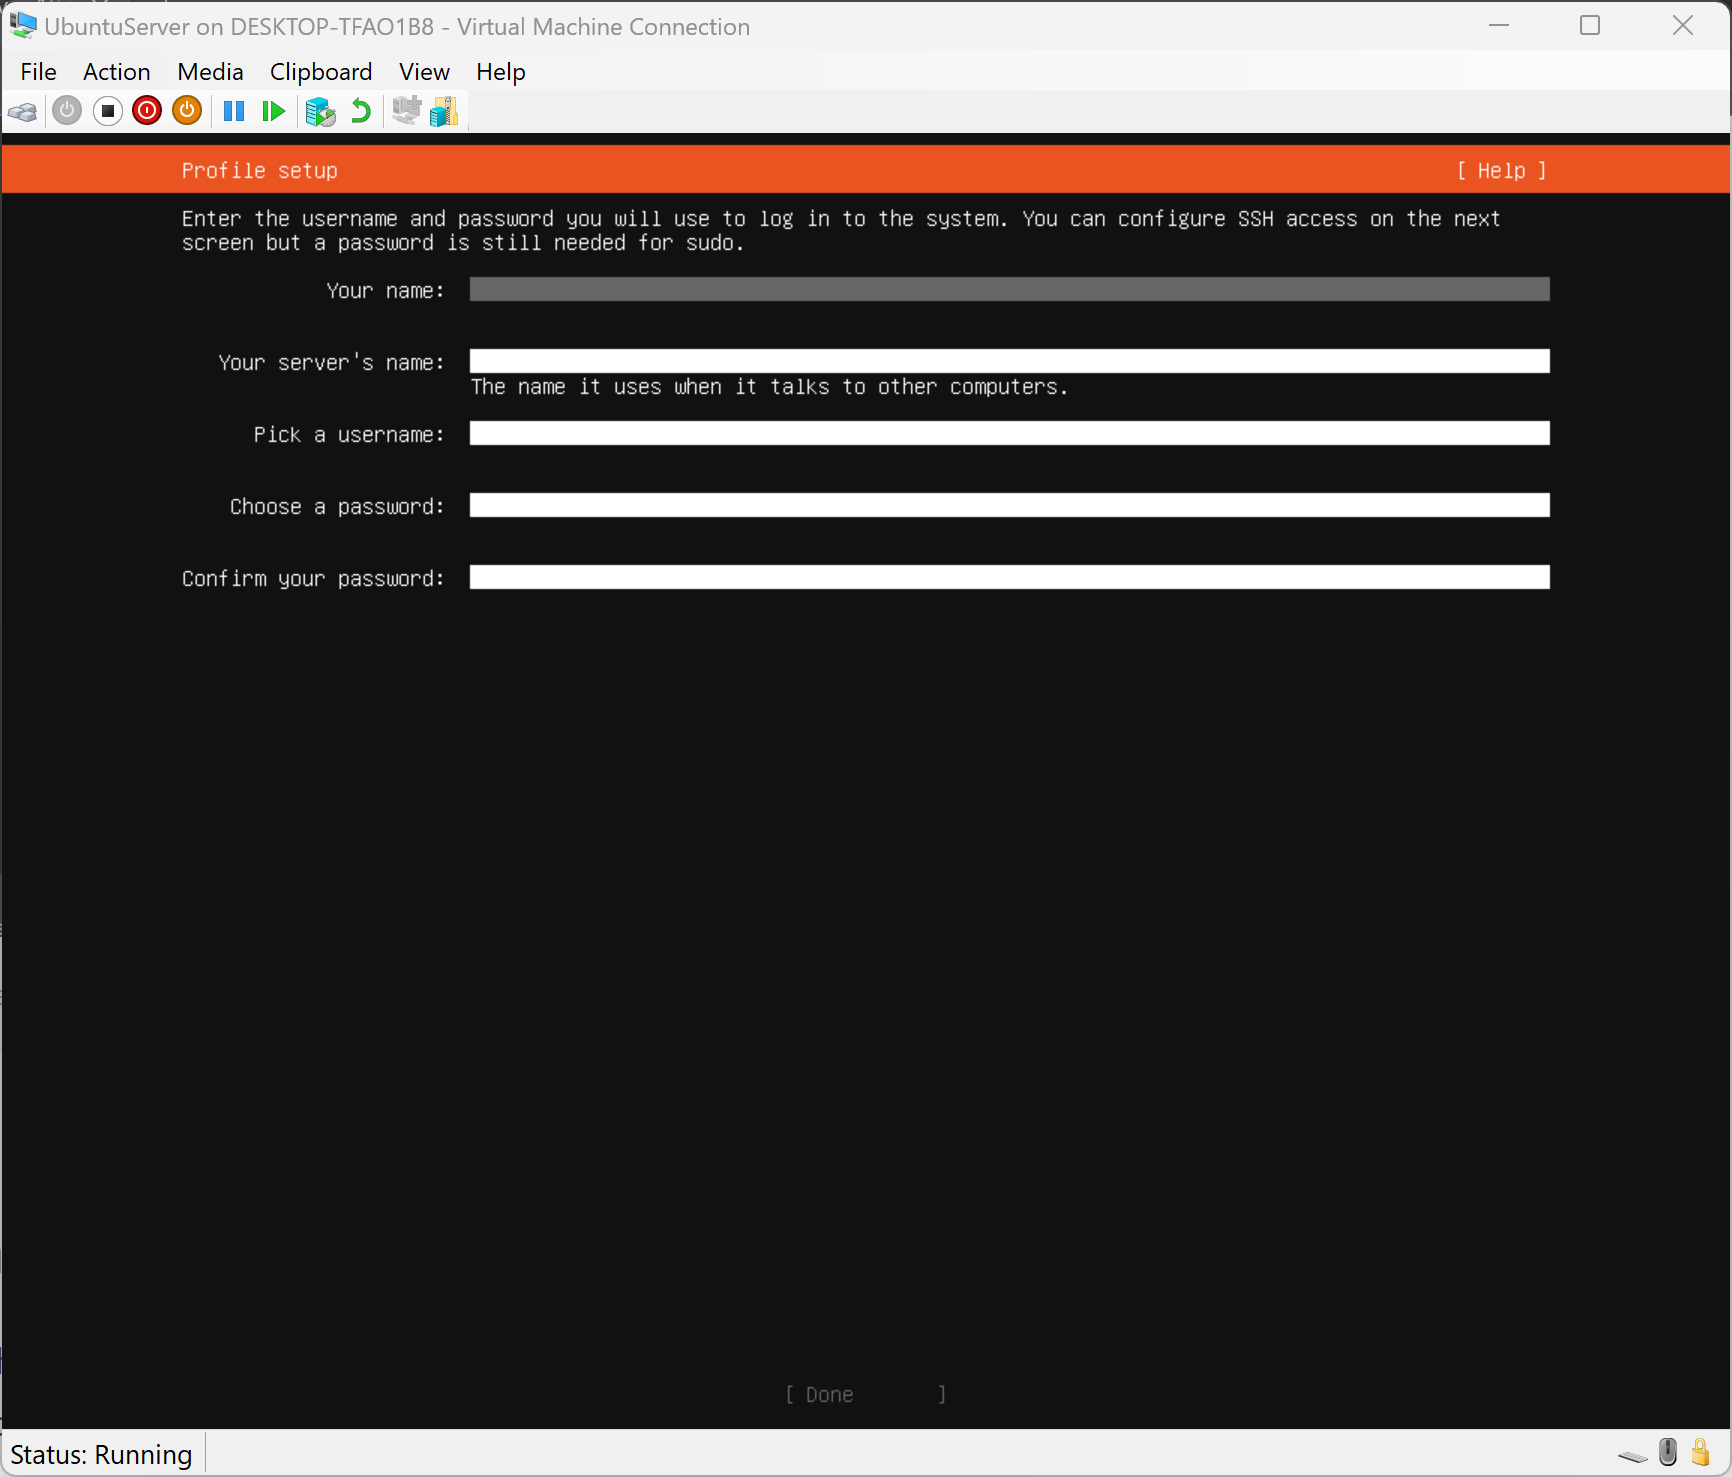 UbuntuServer on DESKTOP-TFAO1B8 - Virtual Machine Connection
File Action Media Clipboard View Help
Profile setup [ Help ]
Enter the username and password you will use to log in to the system. You can configure SSH access on the next
screen but a password is still needed for sudo.
Your name:
Your server's name:
The name it uses when it talks to other computers.
Pick a username:
Choose a password:
Confirm your password:
[ Done ]
Status: Running